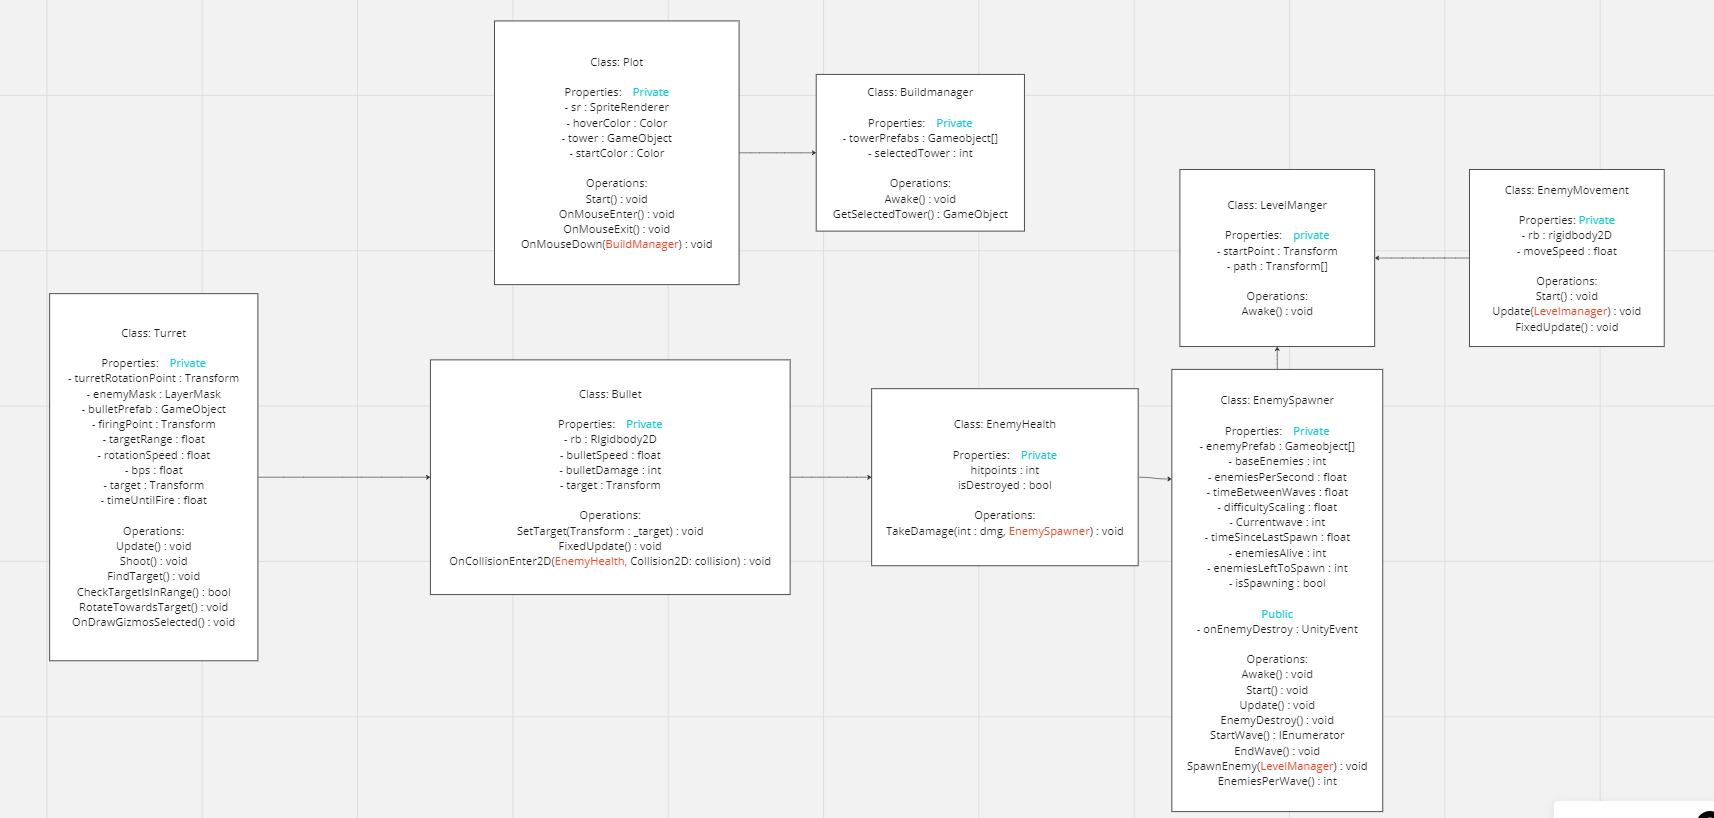 Class: Plot
Properties: Private
- sr : SpriteRenderer
- hoverColor : Color
- tower : GameObject
- startColor : Color
Operations:
Start() : void
OnMouseEnter() : void
OnMouseExit() : void
OnMouseDown(BuildManager) : void
Class: Buildmanager
Properties: Private
- towerPrefabs : Gameobject[]
- selectedTower : int
Operations:
Awake() : void
GetSelectedTower() : GameObject
Class: LevelManger
Properties: private
- startPoint : Transform
- path : Transform[]
Operations:
Awake() : void
Class: EnemyMovement
Properties: Private
- rb : rigidbody2D
- moveSpeed : float
Operations:
Start() : void
Update(Levelmanager) : void
FixedUpdate() : void
Class: Turret
Properties: Private
- turretRotationPoint : Transform
- enemyMask : LayerMask
- bulletPrefab : GameObject
- firingPoint : Transform
- targetRange : float
- rotationSpeed : float
- bps : float
- target : Transform
- timeUntilFire : float
Operations:
Update() : void
Shoot() : void
FindTarget() : void
CheckTargetIsInRange() : bool
RotateTowardsTarget() : void
OnDrawGizmosSelected() : void
Class: Bullet
Properties: Private
- rb : RIgidbody2D
- bulletSpeed : float
- bulletDamage : int
- target : Transform
Operations:
SetTarget(Transform : _target) : void
FixedUpdate() : void
OnCollisionEnter2D(EnemyHealth, Collision2D: collision) : void
Class: EnemyHealth
Properties: Private
hitpoints : int
isDestroyed : bool
Operations:
TakeDamage(int : dmg, EnemySpawner) : void
Class: EnemySpawner
Properties: Private
- enemyPrefab : Gameobject[]
- baseEnemies : int
- enemiesPerSecond : float
- timeBetweenWaves : float
- difficultyScaling : float
- Currentwave : int
- timeSinceLastSpawn : float
- enemiesAlive : int
- enemiesLeftToSpawn : int
- isSpawning : bool
Public
- onEnemyDestroy : UnityEvent
Operations:
Awake() : void
Start() : void
Update() : void
EnemyDestroy() : void
StartWave() : IEnumerator
EndWave() : void
SpawnEnemy(LevelManager) : void
EnemiesPerWave() : int